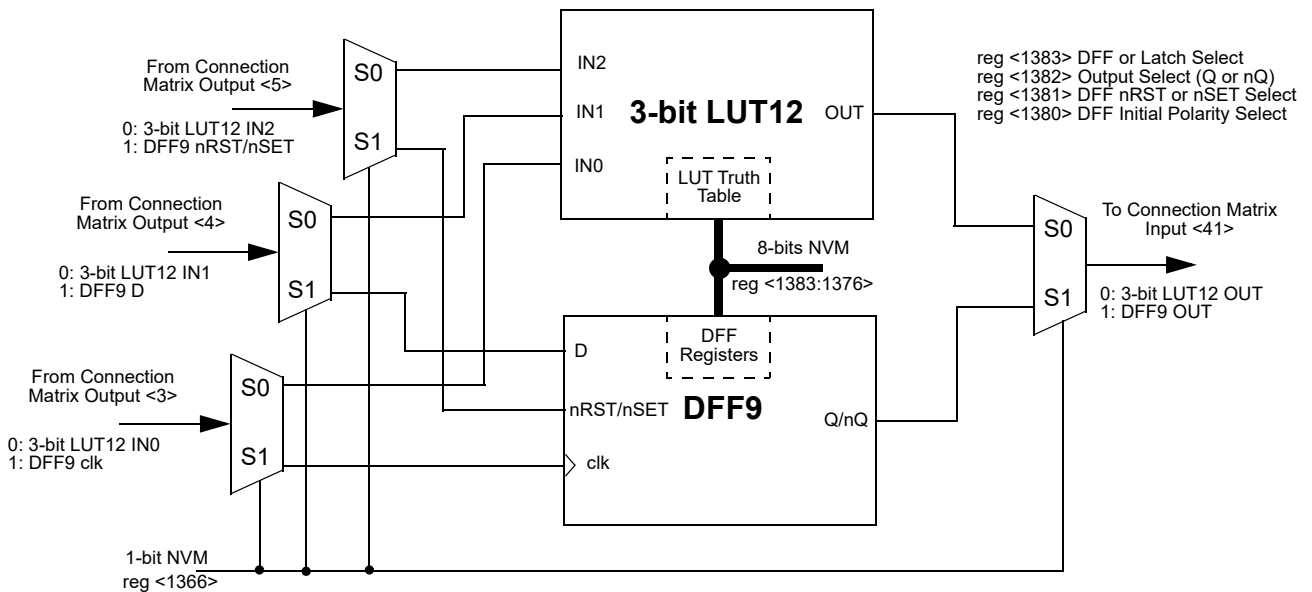 From Connection
Matrix Output <5>
0: 3-bit LUT12 IN2
1: DFF9 nRST/nSET
S0
S1
From Connection
Matrix Output <4>
0: 3-bit LUT12 IN1
1: DFF9 D
S0
S1
From Connection
Matrix Output <3>
0: 3-bit LUT12 IN0
1: DFF9 clk
S0
S1
1-bit NVM
reg <1366>
IN2
IN1
IN0
3-bit LUT12
OUT
LUT Truth
Table
8-bits NVM
reg <1383:1376>
DFF
Registers
D
nRST/nSET
clk
DFF9
Q/nQ
reg <1383> DFF or Latch Select
reg <1382> Output Select (Q or nQ)
reg <1381> DFF nRST or nSET Select
reg <1380> DFF Initial Polarity Select
S0
S1
To Connection Matrix
Input <41>
0: 3-bit LUT12 OUT
1: DFF9 OUT